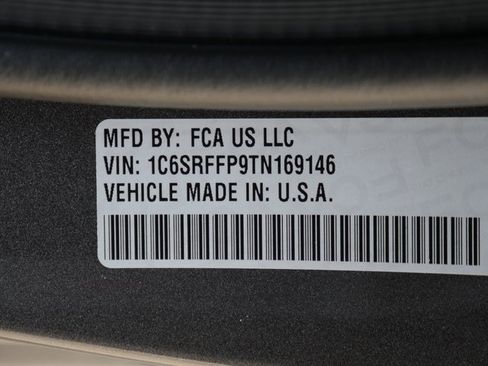 MFD BY: FCA US LLC
VIN: 1C6SRFFP9TN169146
VEHICLE MADE IN: U.S.A.